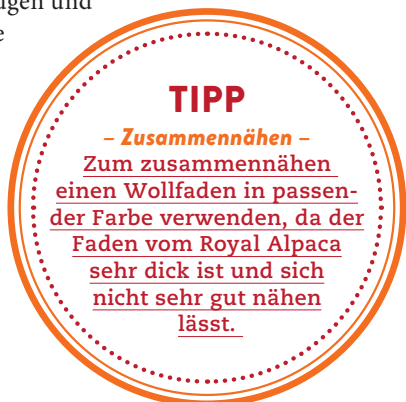 und
TIPP
– Zusammennähen –
Zum zusammennähen
einen Wollfaden in passen-
der Farbe verwenden, da der
Faden vom Royal Alpaca
sehr dick ist und sich
nicht sehr gut nähen
lässt.